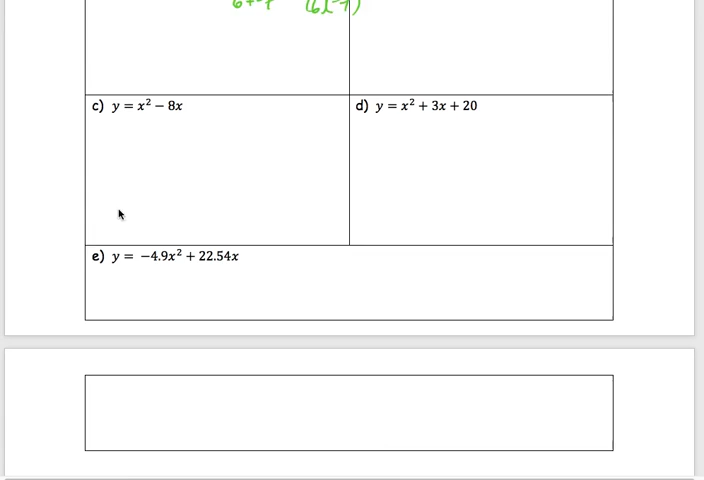 c) y = x² − 8x
d) y = x² + 3x + 20
e) y = −4.9x² + 22.54x